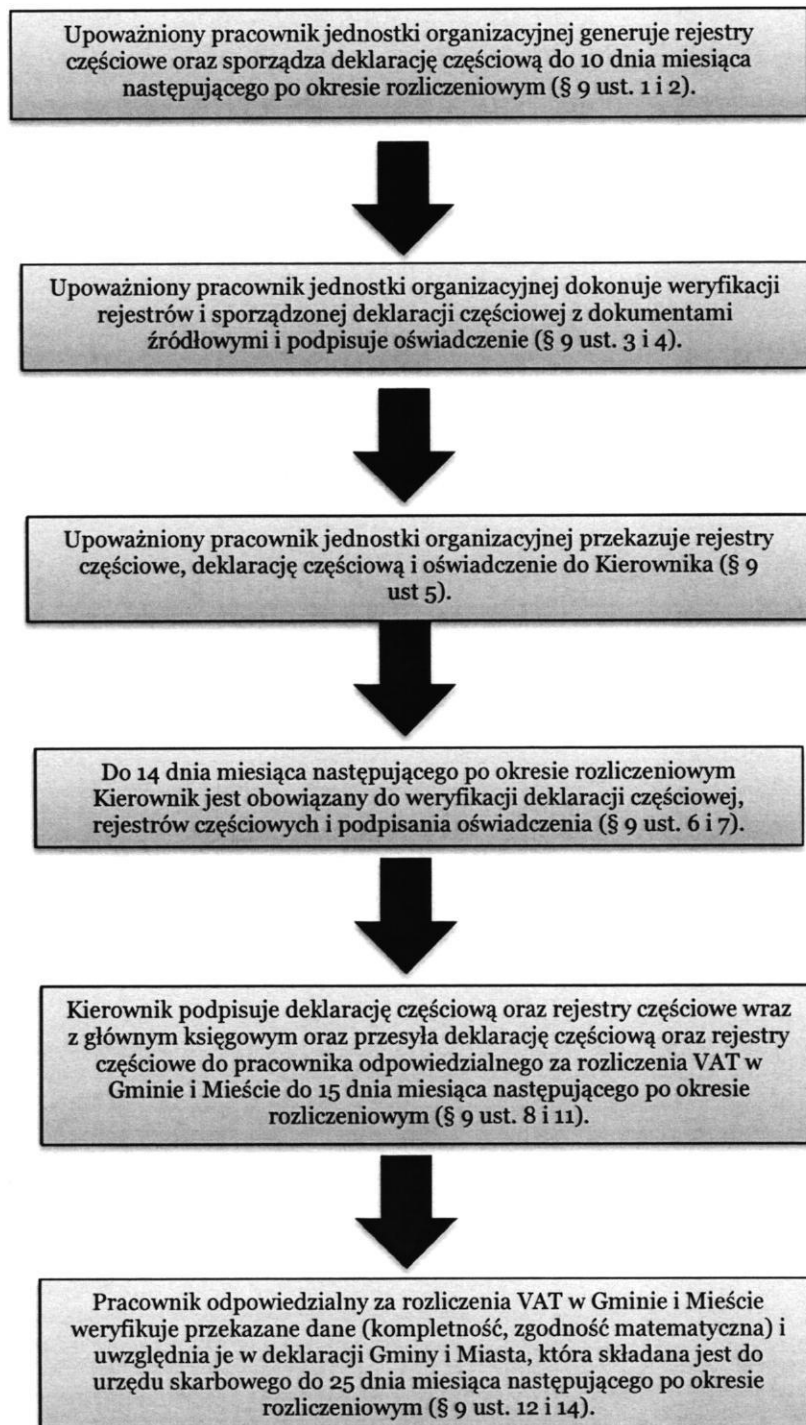 Upoważniony pracownik jednostki organizacyjnej generuje rejestry
częściowe oraz sporządza deklarację częściową do 10 dnia miesiąca
następującego po okresie rozliczeniowym (§ 9 ust. 1 i 2).
Upoważniony pracownik jednostki organizacyjnej dokonuje weryfikacji
rejestrów i sporządzonej deklaracji częściowej z dokumentami
źródłowymi i podpisuje oświadczenie (§ 9 ust. 3 i 4).
Upoważniony pracownik jednostki organizacyjnej przekazuje rejestry
częściowe, deklarację częściową i oświadczenie do Kierownika (§ 9
ust 5).
Do 14 dnia miesiąca następującego po okresie rozliczeniowym
Kierownik jest obowiązany do weryfikacji deklaracji częściowej,
rejestrów częściowych i podpisania oświadczenia (§ 9 ust. 6 i 7).
Kierownik podpisuje deklarację częściową oraz rejestry częściowe wraz
z głównym księgowym oraz przesyła deklarację częściową oraz rejestry
częściowe do pracownika odpowiedzialnego za rozliczenia VAT w
Gminie i Mieście do 15 dnia miesiąca następującego po okresie
rozliczeniowym (§ 9 ust. 8 i 11).
Pracownik odpowiedzialny za rozliczenia VAT w Gminie i Mieście
weryfikuje przekazane dane (kompletność, zgodność matematyczna) i
uwzględnia je w deklaracji Gminy i Miasta, która składana jest do
urzędu skarbowego do 25 dnia miesiąca następującego po okresie
rozliczeniowym (§ 9 ust. 12 i 14).